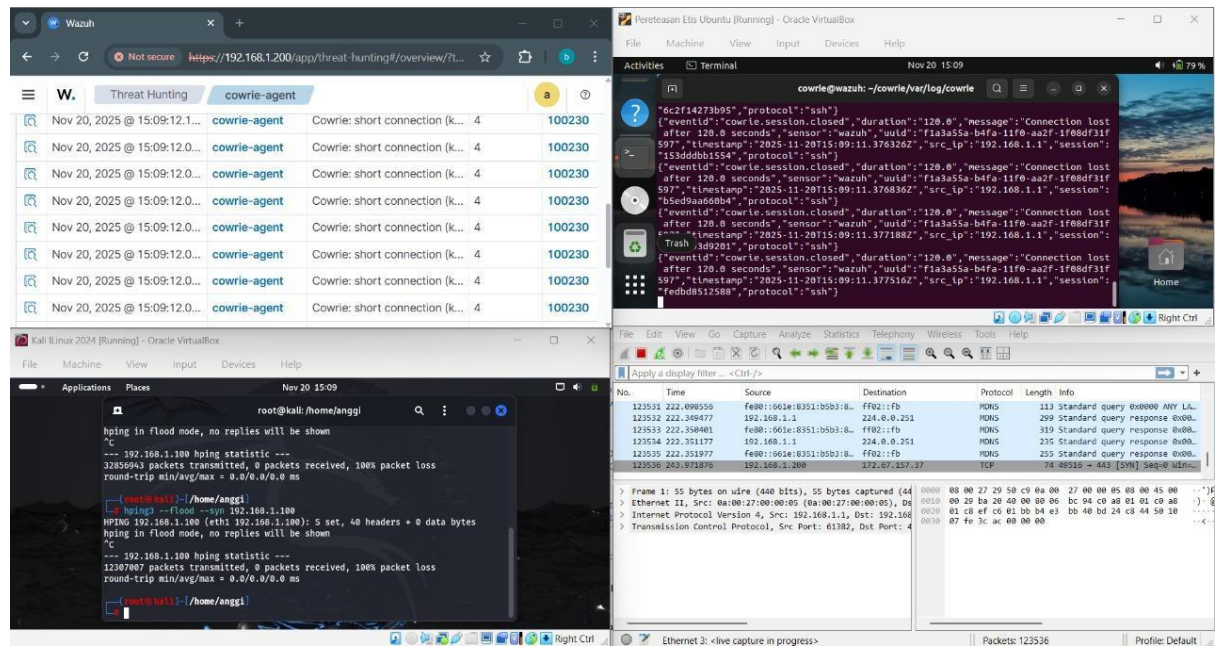 Wazuh
Not secure https://192.168.1.200/app/threat-hunting#/overview/?t...
b
W. Threat Hunting cowrie-agent a
Nov 20, 2025 @ 15:09:12.1... cowrie-agent Cowrie: short connection (k... 4 100230
Nov 20, 2025 @ 15:09:12.0... cowrie-agent Cowrie: short connection (k... 4 100230
Nov 20, 2025 @ 15:09:12.0... cowrie-agent Cowrie: short connection (k... 4 100230
Nov 20, 2025 @ 15:09:12.0... cowrie-agent Cowrie: short connection (k... 4 100230
Nov 20, 2025 @ 15:09:12.0... cowrie-agent Cowrie: short connection (k... 4 100230
Nov 20, 2025 @ 15:09:12.0... cowrie-agent Cowrie: short connection (k... 4 100230
Nov 20, 2025 @ 15:09:12.0... cowrie-agent Cowrie: short connection (k... 4 100230
Nov 20, 2025 @ 15:09:12.0... cowrie-agent Cowrie: short connection (k... 4 100230
Pereteasan Etis Ubuntu [Running] - Oracle VirtualBox
File Machine View Input Devices Help
Activities Terminal Nov 20 15:09 79 %
cowrie@wazuh: ~/cowrie/var/log/cowrie
"6c2f14273b95","protocol":"ssh"}
{"eventid":"cowrie.session.closed","duration":"120.0","message":"Connection lost
after 120.0 seconds","sensor":"wazuh","uuid":"f1a3a55a-b4fa-11f0-aa2f-1f08df31f
597","timestamp":"2025-11-20T15:09:11.376326Z","src_ip":"192.168.1.1","session":
"153dddbb1554","protocol":"ssh"}
{"eventid":"cowrie.session.closed","duration":"120.0","message":"Connection lost
after 120.0 seconds","sensor":"wazuh","uuid":"f1a3a55a-b4fa-11f0-aa2f-1f08df31f
597","timestamp":"2025-11-20T15:09:11.376836Z","src_ip":"192.168.1.1","session":
"b5ed9aa660b4","protocol":"ssh"}
{"eventid":"cowrie.session.closed","duration":"120.0","message":"Connection lost
after 120.0 seconds","sensor":"wazuh","uuid":"f1a3a55a-b4fa-11f0-aa2f-1f08df31f
"timestamp":"2025-11-20T15:09:11.377188Z","src_ip":"192.168.1.1","session":
Trash 3d9201","protocol":"ssh"}
{"eventid":"cowrie.session.closed","duration":"120.0","message":"Connection lost
after 120.0 seconds","sensor":"wazuh","uuid":"f1a3a55a-b4fa-11f0-aa2f-1f08df31f
597","timestamp":"2025-11-20T15:09:11.377516Z","src_ip":"192.168.1.1","session":
"fedbd8512588","protocol":"ssh"}
Home
Right Ctrl
Kali lLinux 2024 [Running] - Oracle VirtualBox
File Machine View Input Devices Help
Applications Places Nov 20 15:09
root@kali: /home/anggi
hping in flood mode, no replies will be shown
^C
--- 192.168.1.100 hping statistic ---
32856943 packets transmitted, 0 packets received, 100% packet loss
round-trip min/avg/max = 0.0/0.0/0.0 ms
(root㉿kali)-[/home/anggi]
# hping3 --flood --syn 192.168.1.100
HPING 192.168.1.100 (eth1 192.168.1.100): S set, 40 headers + 0 data bytes
hping in flood mode, no replies will be shown
^C
--- 192.168.1.100 hping statistic ---
12307007 packets transmitted, 0 packets received, 100% packet loss
round-trip min/avg/max = 0.0/0.0/0.0 ms
(root㉿kali)-[/home/anggi]
#
Right Ctrl
File Edit View Go Capture Analyze Statistics Telephony Wireless Tools Help
Apply a display filter ... <Ctrl-/>
No. Time Source Destination Protocol Length Info
123531 222.098556 fe80::661e:8351:b5b3:8... ff02::fb MDNS 113 Standard query 0x0000 ANY LA...
123532 222.349477 192.168.1.1 224.0.0.251 MDNS 299 Standard query response 0x00...
123533 222.350401 fe80::661e:8351:b5b3:8... ff02::fb MDNS 319 Standard query response 0x00...
123534 222.351177 192.168.1.1 224.0.0.251 MDNS 235 Standard query response 0x00...
123535 222.351977 fe80::661e:8351:b5b3:8... ff02::fb MDNS 255 Standard query response 0x00...
123536 243.971876 192.168.1.200 172.67.157.37 TCP 74 49516 → 443 [SYN] Seq=0 Win=...
Frame 1: 55 bytes on wire (440 bits), 55 bytes captured (44
Ethernet II, Src: 0a:00:27:00:00:05 (0a:00:27:00:00:05), Ds
Internet Protocol Version 4, Src: 192.168.1.1, Dst: 192.168
Transmission Control Protocol, Src Port: 61382, Dst Port: 4
0000 08 00 27 29 50 c9 0a 00 27 00 00 05 08 00 45 00
0010 00 29 ba 20 40 00 80 06 bc 94 c0 a8 01 01 c0 a8
0020 01 c8 ef c6 01 bb b4 e3 bb 40 bd 24 c8 44 50 10
0030 07 fe 3c ac 00 00 00
Ethernet 3: <live capture in progress> Packets: 123536 Profile: Default